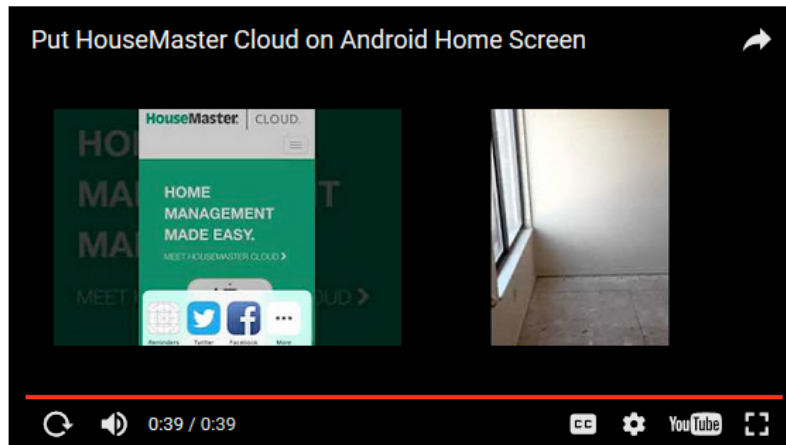 Put HouseMaster Cloud on Android Home Screen
HouseMaster. CLOUD.
HOME
MANAGEMENT
MADE EASY.
MEET HOUSEMASTER CLOUD >
Reminders Twitter Facebook More
0:39 / 0:39
CC
YouTube